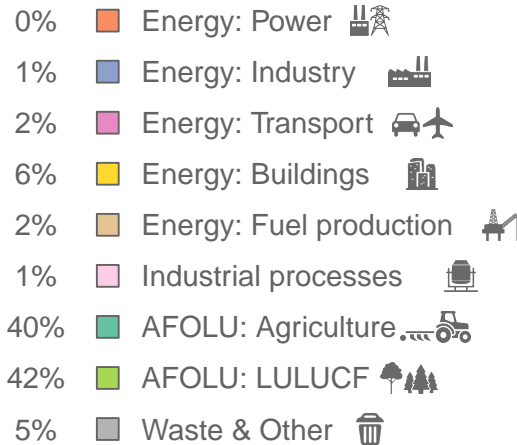 0% Energy: Power
1% Energy: Industry
2% Energy: Transport
6% Energy: Buildings
2% Energy: Fuel production
1% Industrial processes
40% AFOLU: Agriculture
42% AFOLU: LULUCF
5% Waste & Other